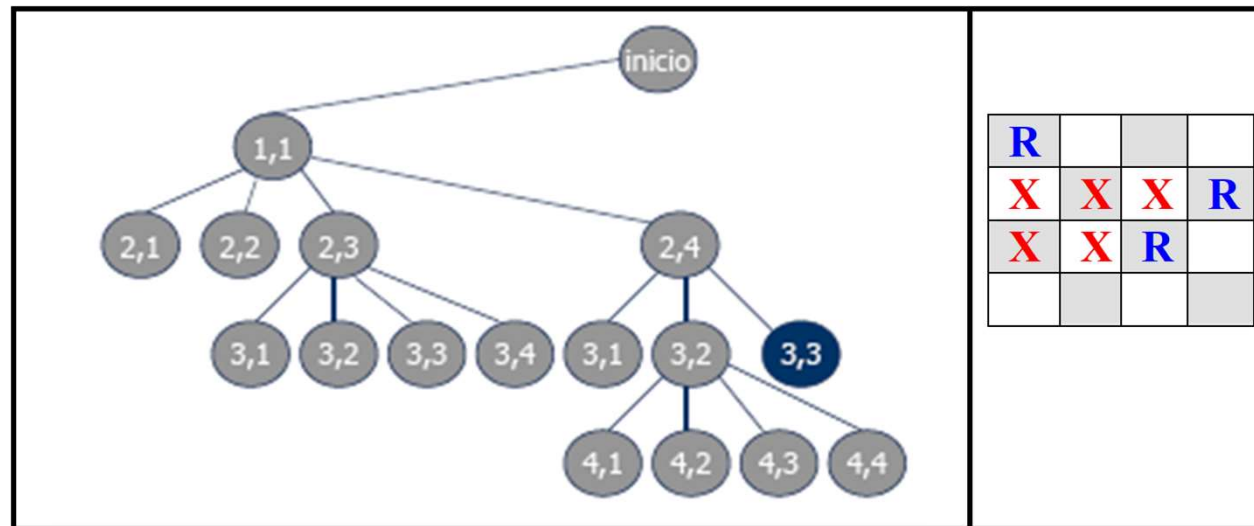 inicio
1,1
2,1 2,2 2,3 2,4
3,1 3,2 3,3 3,4 3,1 3,2 3,3
4,1 4,2 4,3 4,4
R
X X X R
X X R